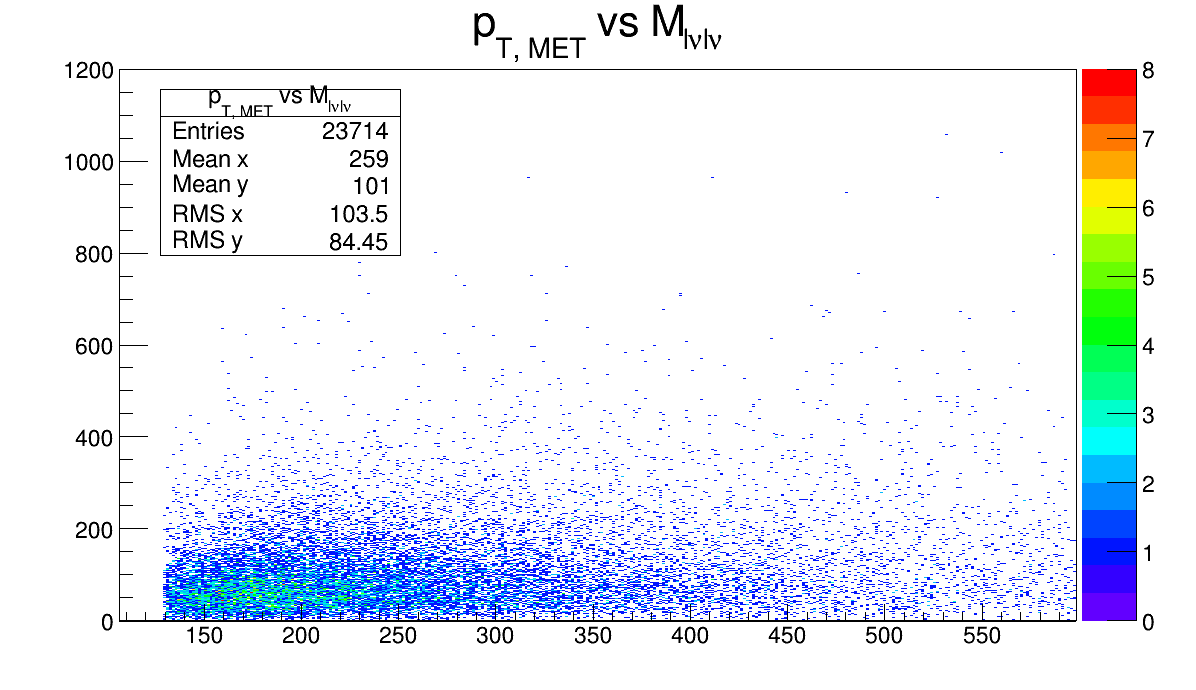 p_T, MET vs M_lνlν
p_T, MET vs M_lνlν
Entries 23714
Mean x 259
Mean y 101
RMS x 103.5
RMS y 84.45
1200
1000
800
600
400
200
0
150 200 250 300 350 400 450 500 550
8
7
6
5
4
3
2
1
0